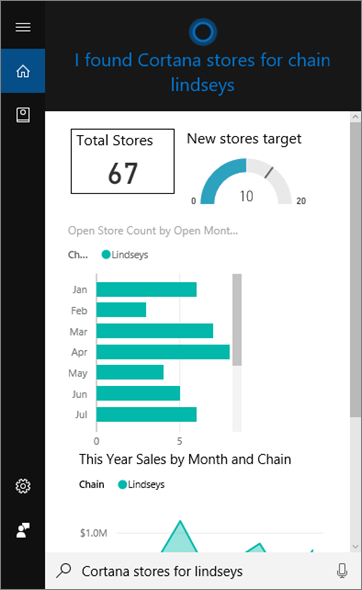 I found Cortana stores for chain
lindseys
Total Stores
67
New stores target
10
0
20
Open Store Count by Open Mont...
Ch...
Lindseys
Jan
Feb
Mar
Apr
May
Jun
Jul
0
5
This Year Sales by Month and Chain
Chain
Lindseys
$1.0M
Cortana stores for lindseys